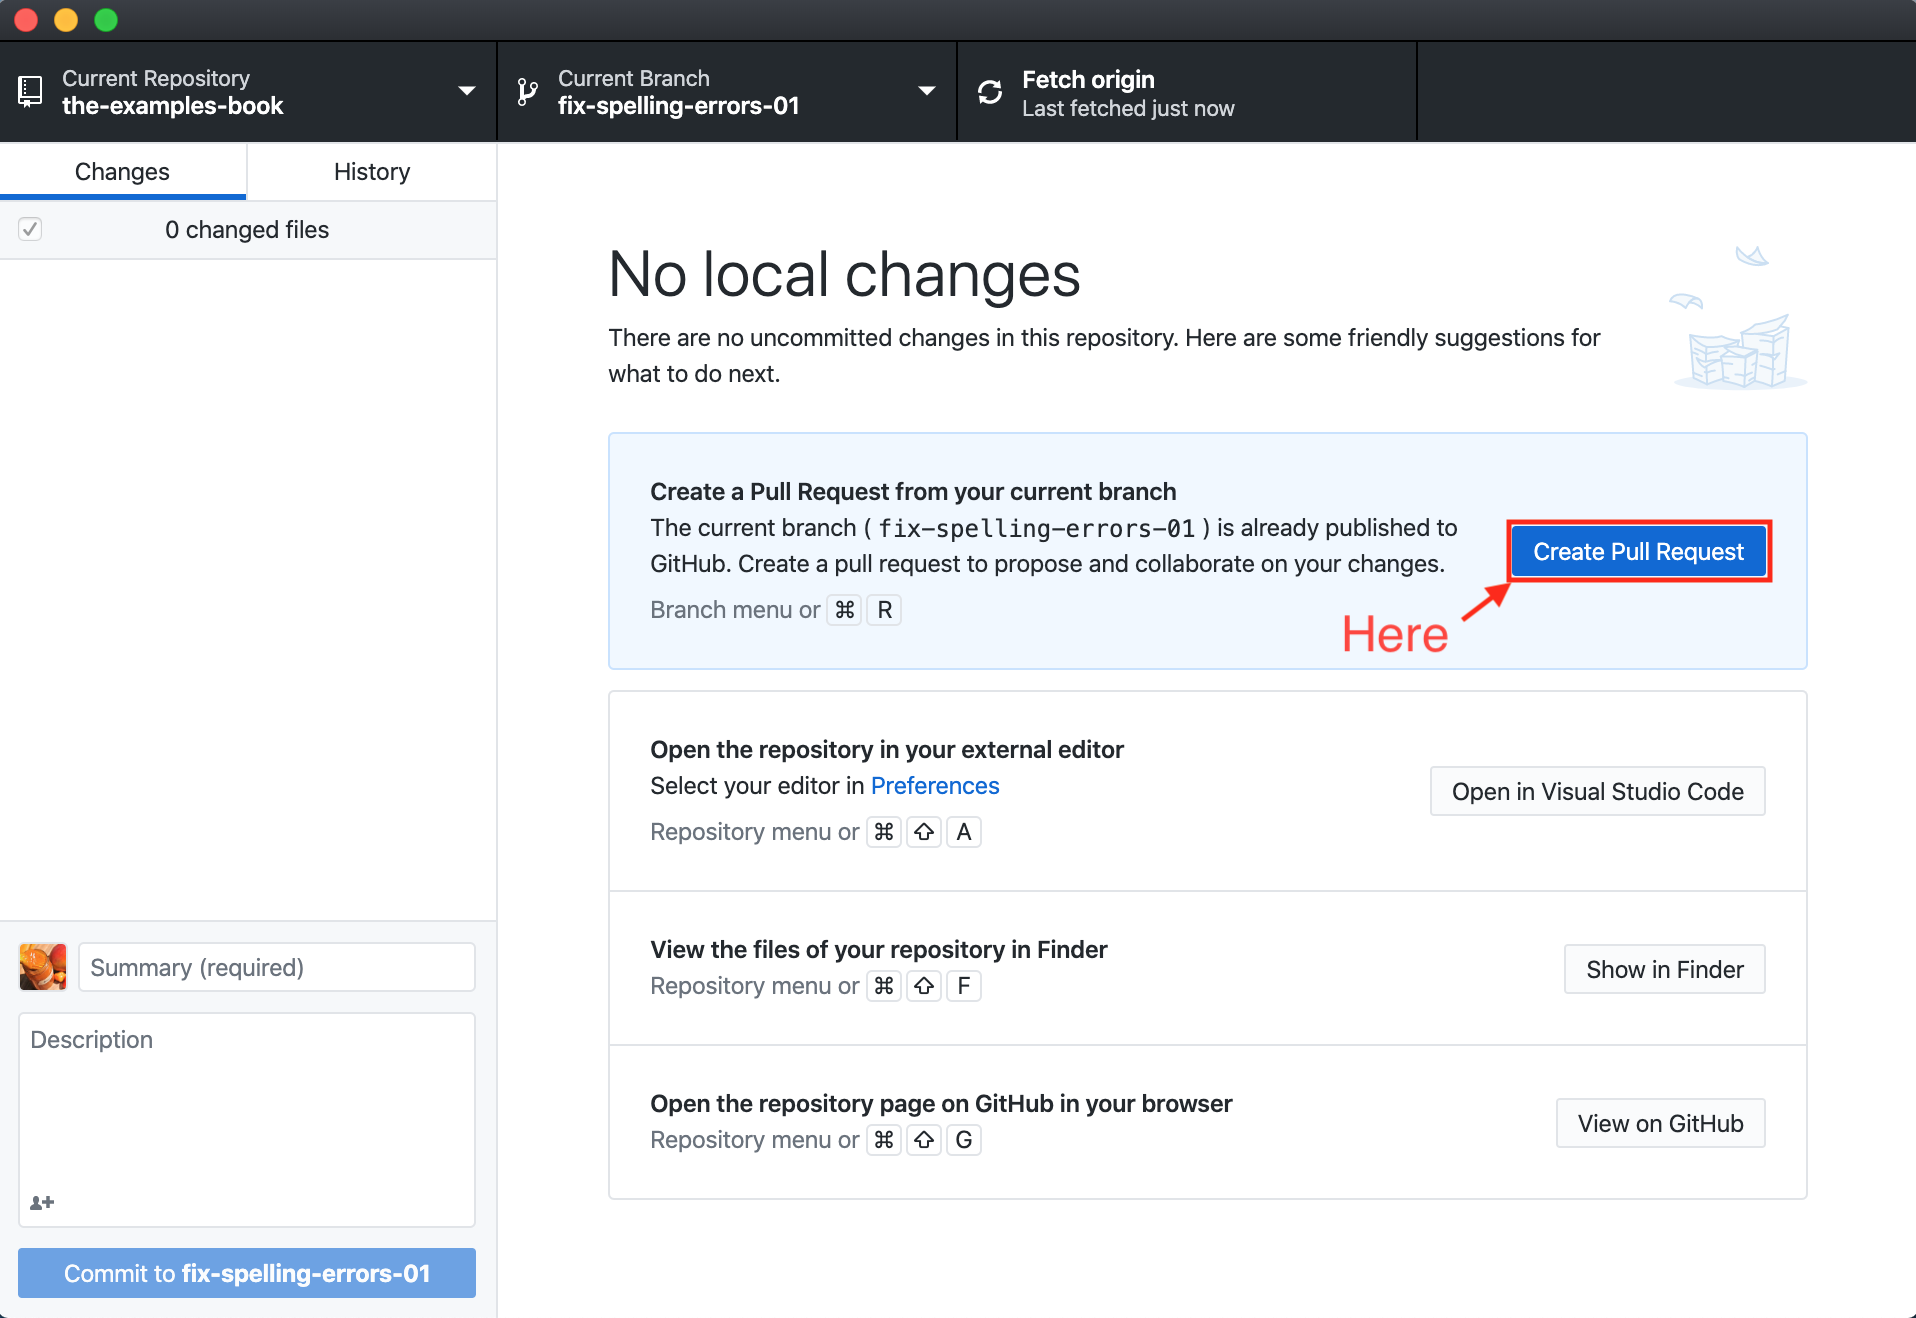 Current Repository
the-examples-book
Current Branch
fix-spelling-errors-01
Fetch origin
Last fetched just now
Changes
History
0 changed files
No local changes
There are no uncommitted changes in this repository. Here are some friendly suggestions for
what to do next.
Create a Pull Request from your current branch
The current branch ( fix-spelling-errors-01 ) is already published to
GitHub. Create a pull request to propose and collaborate on your changes.
Branch menu or ⌘ R
Create Pull Request
Here
Open the repository in your external editor
Select your editor in Preferences
Repository menu or ⌘ ⇧ A
Open in Visual Studio Code
View the files of your repository in Finder
Repository menu or ⌘ ⇧ F
Show in Finder
Open the repository page on GitHub in your browser
Repository menu or ⌘ ⇧ G
View on GitHub
Summary (required)
Description
Commit to fix-spelling-errors-01